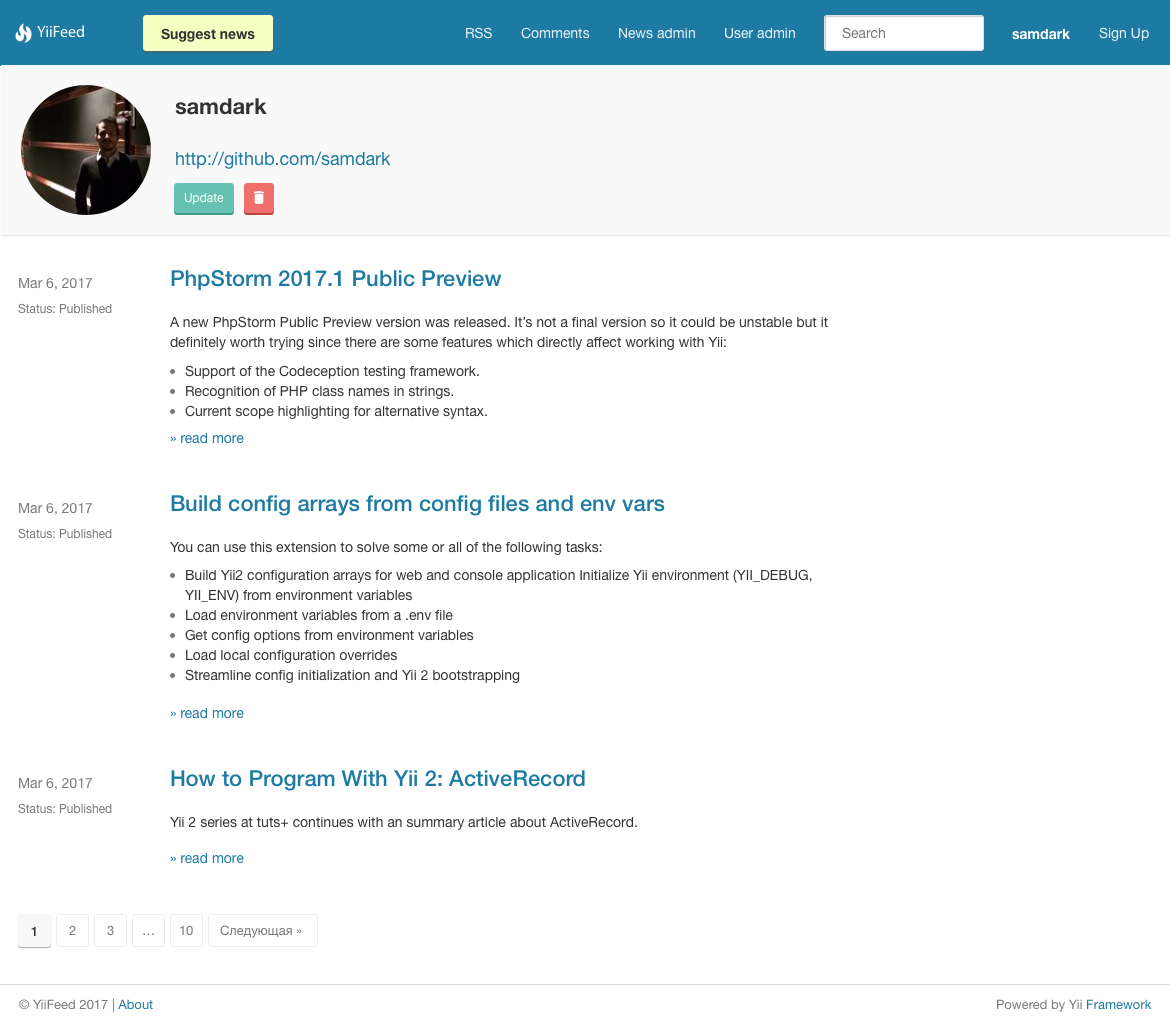 YiiFeed
Suggest news
RSS
Comments
News admin
User admin
Search
samdark
Sign Up
samdark
http://github.com/samdark
Update
Mar 6, 2017
Status: Published
PhpStorm 2017.1 Public Preview
A new PhpStorm Public Preview version was released. It’s not a final version so it could be unstable but it
definitely worth trying since there are some features which directly affect working with Yii:
• Support of the Codeception testing framework.
• Recognition of PHP class names in strings.
• Current scope highlighting for alternative syntax.
» read more
Mar 6, 2017
Status: Published
Build config arrays from config files and env vars
You can use this extension to solve some or all of the following tasks:
• Build Yii2 configuration arrays for web and console application Initialize Yii environment (YII_DEBUG,
YII_ENV) from environment variables
• Load environment variables from a .env file
• Get config options from environment variables
• Load local configuration overrides
• Streamline config initialization and Yii 2 bootstrapping
» read more
Mar 6, 2017
Status: Published
How to Program With Yii 2: ActiveRecord
Yii 2 series at tuts+ continues with an summary article about ActiveRecord.
» read more
1 2 3 … 10 Следующая »
© YiiFeed 2017 | About
Powered by Yii Framework